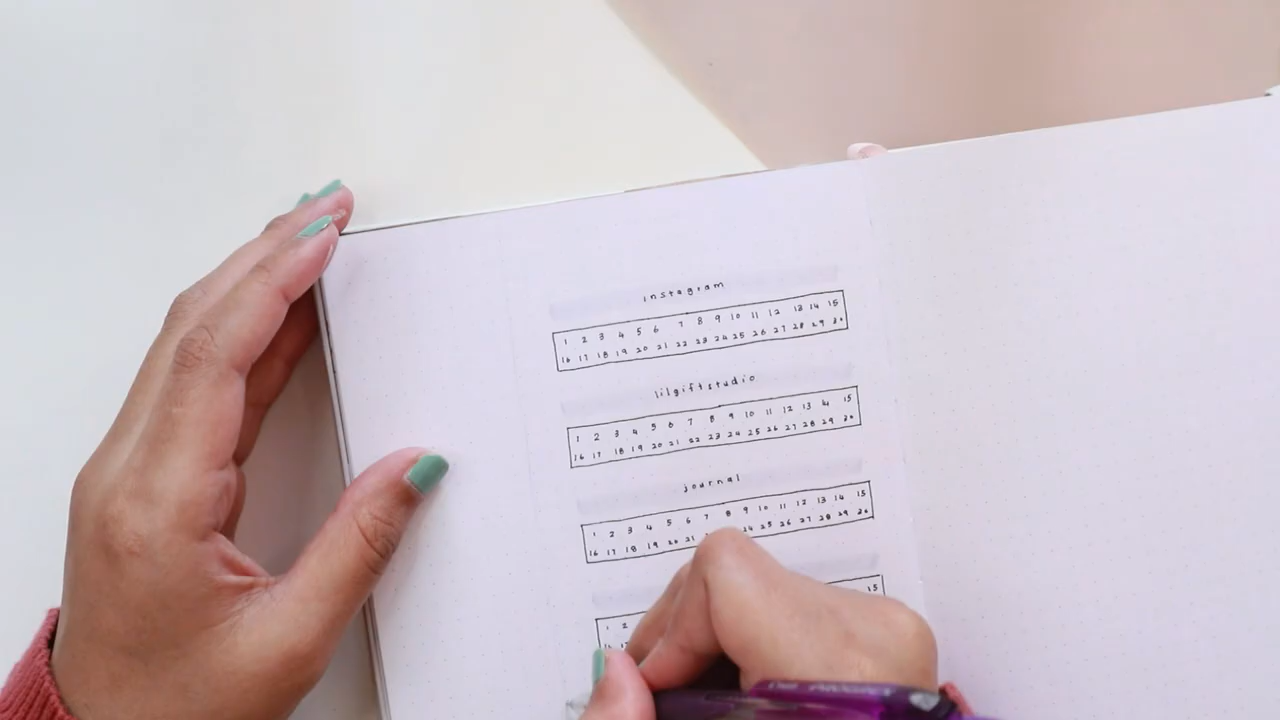 instagram
1 2 3 4 5 6 7 8 9 10 11 12 13 14 15
16 17 18 19 20 21 22 23 24 25 26 27 28 29 30
lilgiftstudio
1 2 3 4 5 6 7 8 9 10 11 12 13 14 15
16 17 18 19 20 21 22 23 24 25 26 27 28 29 30
journal
1 2 3 4 5 6 7 8 9 10 11 12 13 14 15
16 17 18 19 20 21 24 25 26 27 28 29 30
1 2 15